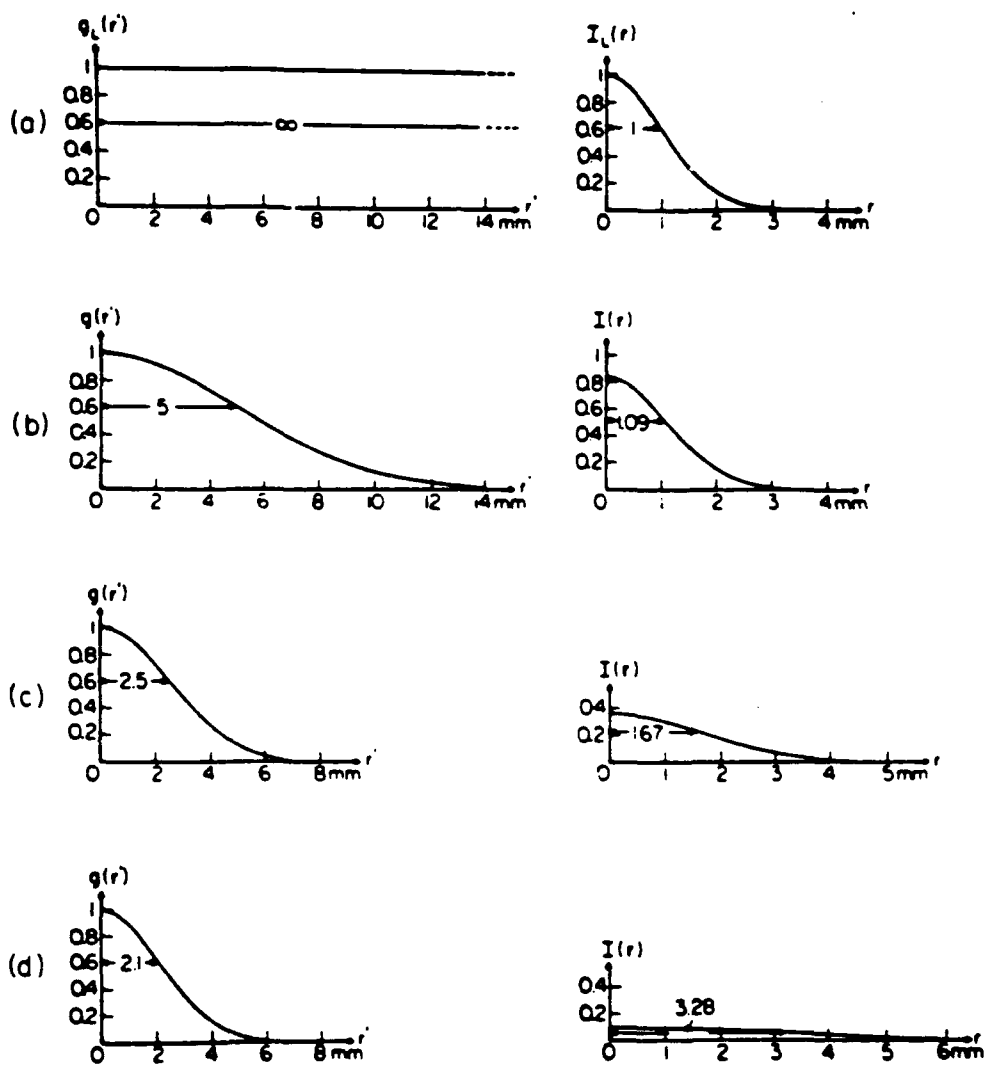 (a)
g_L(r')
1
0.8
0.6
0.4
0.2
∞
0 2 4 6 8 10 12 14 mm r'
I_L(r)
1
0.8
0.6
0.4
0.2
1
0 1 2 3 4 mm r
(b)
g(r')
1
0.8
0.6
0.4
0.2
5
0 2 4 6 8 10 12 14 mm r'
I(r)
1
0.8
0.6
0.4
0.2
1.09
0 1 2 3 4 mm r
(c)
g(r')
1
0.8
0.6
0.4
0.2
2.5
0 2 4 6 8 mm r'
I(r)
0.4
0.2
1.67
0 1 2 3 4 5 mm r
(d)
g(r')
1
0.8
0.6
0.4
0.2
2.1
0 2 4 6 8 mm r'
I(r)
0.4
0.2
3.28
0 1 2 3 4 5 6 mm r